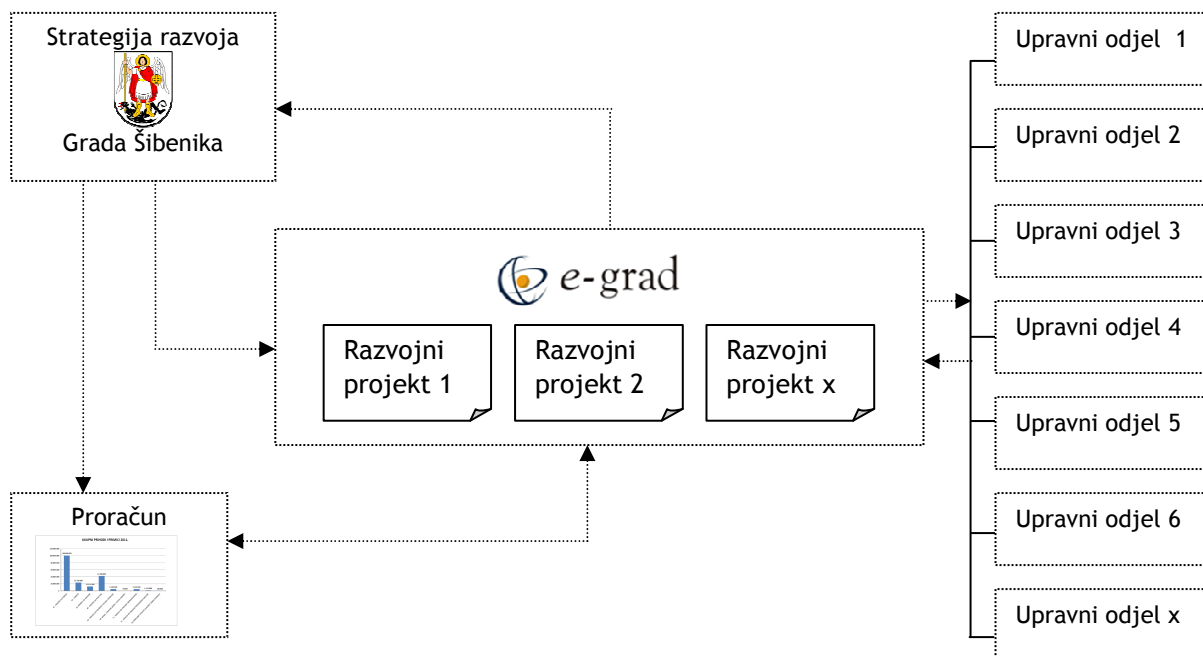 Strategija razvoja
Grada Šibenika
e-grad
Razvojni
projekt 1
Razvojni
projekt 2
Razvojni
projekt x
Proračun
Upravni odjel 1
Upravni odjel 2
Upravni odjel 3
Upravni odjel 4
Upravni odjel 5
Upravni odjel 6
Upravni odjel x